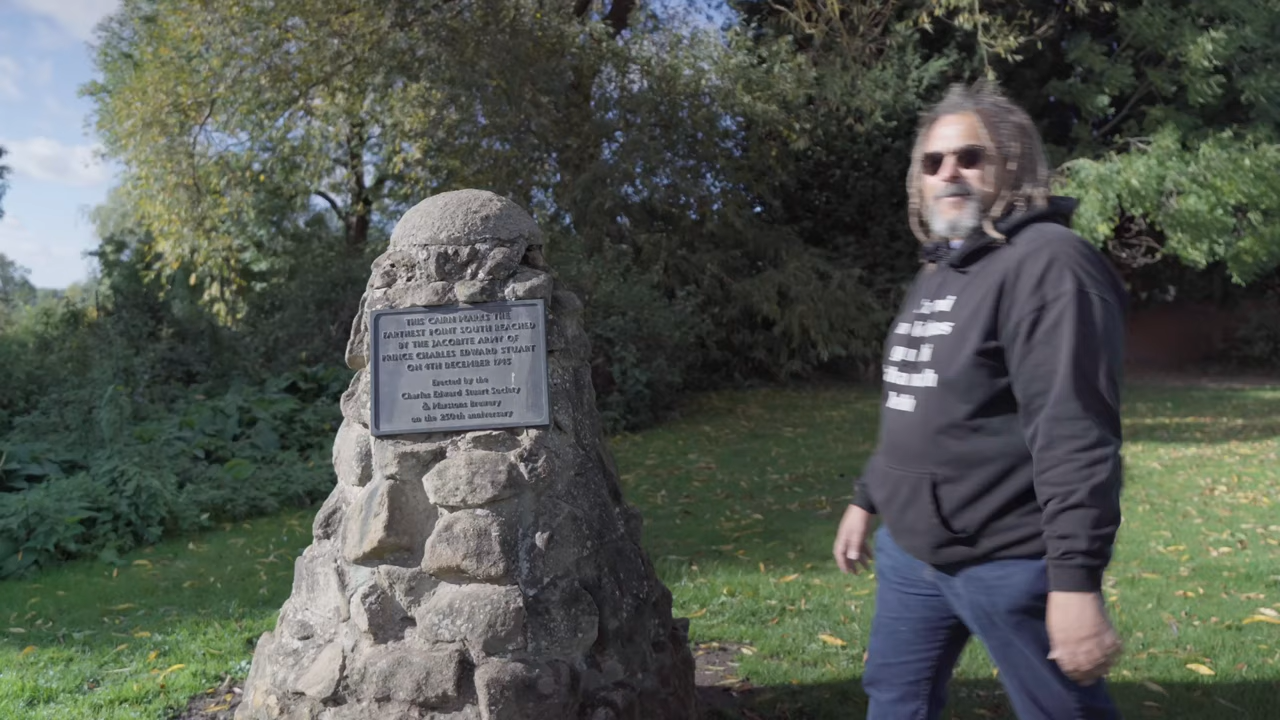 THIS CAIRN MARKS THE
FARTHEST POINT SOUTH REACHED
BY THE JACOBITE ARMY OF
PRINCE CHARLES EDWARD STUART
ON 4TH DECEMBER 1745
Erected by the
Charles Edward Stuart Society
& Marstons Brewery
on the 250th anniversary